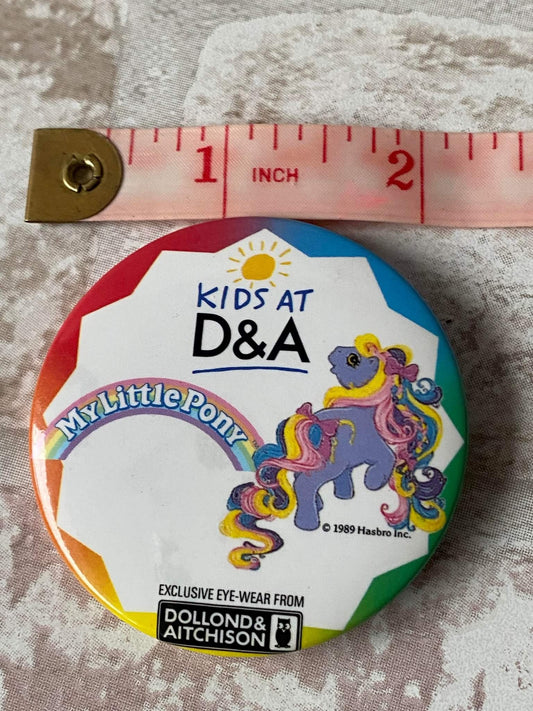 1 INCH 2
KIDS AT
D&A
My Little Pony
© 1989 Hasbro Inc.
EXCLUSIVE EYE-WEAR FROM
DOLLOND &
AITCHISON